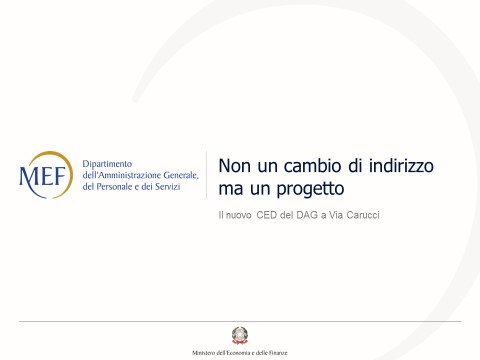 MEF
Dipartimento
dell'Amministrazione Generale,
del Personale e dei Servizi
Non un cambio di indirizzo
ma un progetto
Il nuovo CED del DAG a Via Carucci
Ministero dell'Economia e delle Finanze